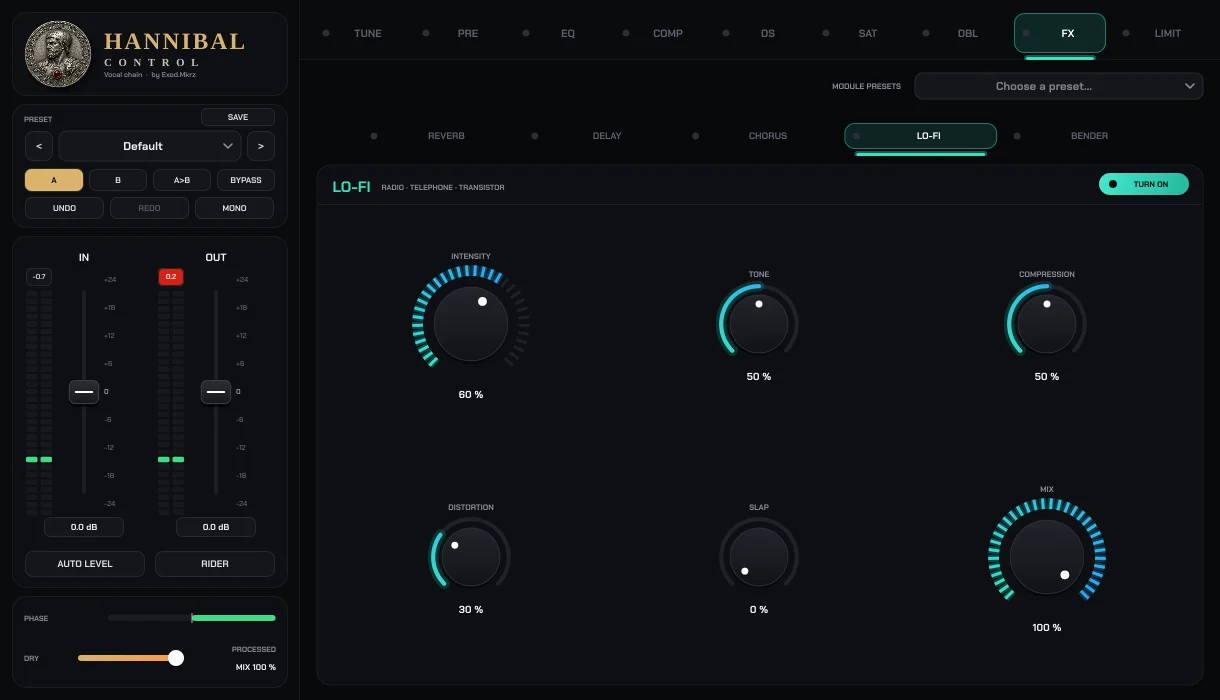 HANNIBAL
CONTROL
Vocal chain · by Exod.Mkrz
PRESET
SAVE
< Default >
A B A>B BYPASS
UNDO REDO MONO
IN OUT
-0.7 0.2
+24 +24
+18 +18
+12 +12
+6 +6
0 0
-6 -6
-12 -12
-18 -18
-24 -24
0.0 dB 0.0 dB
AUTO LEVEL RIDER
PHASE
DRY PROCESSED
MIX 100 %
TUNE PRE EQ COMP DS SAT DBL FX LIMIT
MODULE PRESETS Choose a preset...
REVERB DELAY CHORUS LO-FI BENDER
LO-FI RADIO · TELEPHONE · TRANSISTOR TURN ON
INTENSITY TONE COMPRESSION
60 % 50 % 50 %
DISTORTION SLAP MIX
30 % 0 % 100 %